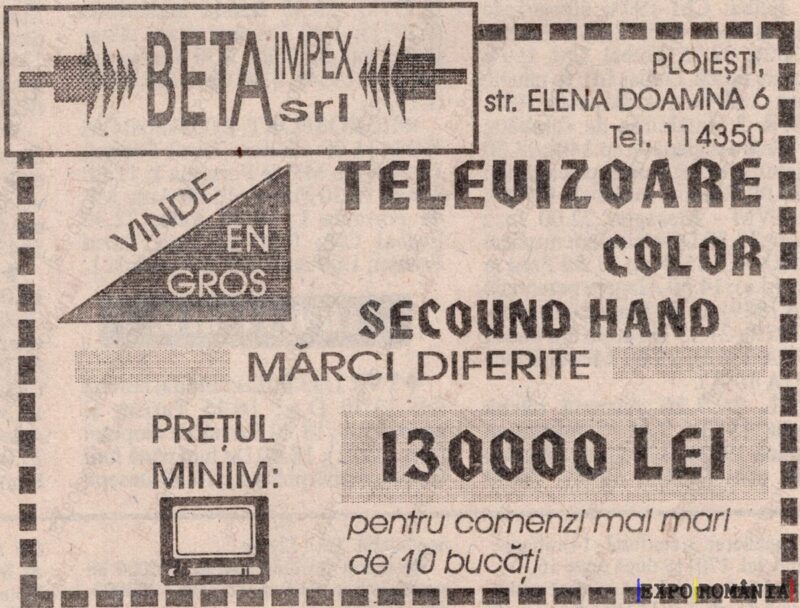 BETA IMPEX srl
PLOIEȘTI,
str. ELENA DOAMNA 6
Tel. 114350
VINDE
EN
GROS
TELEVIZOARE
COLOR
SECOUND HAND
MĂRCI DIFERITE
PREȚUL
MINIM:
130000 LEI
pentru comenzi mai mari
de 10 bucăți
EXPO ROMÂNIA